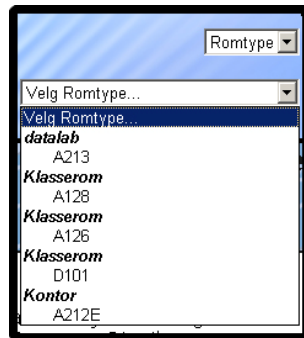 Romtype
Velg Romtype...
Velg Romtype...
datalab
A213
Klasserom
A128
Klasserom
A126
Klasserom
D101
Kontor
A212E